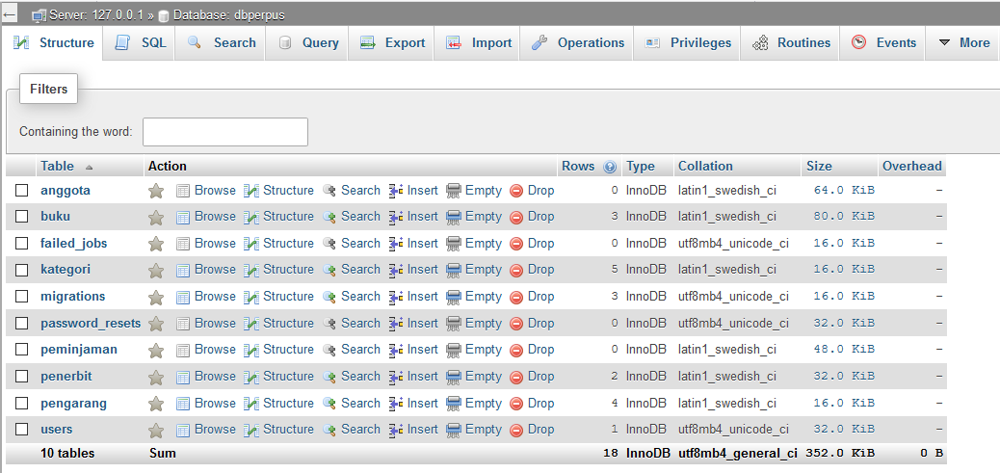 ← Server: 127.0.0.1 » Database: dbperpus
Structure SQL Search Query Export Import Operations Privileges Routines Events More
Filters
Containing the word:
Table Action Rows Type Collation Size Overhead
anggota Browse Structure Search Insert Empty Drop 0 InnoDB latin1_swedish_ci 64.0 KiB -
buku Browse Structure Search Insert Empty Drop 3 InnoDB latin1_swedish_ci 80.0 KiB -
failed_jobs Browse Structure Search Insert Empty Drop 0 InnoDB utf8mb4_unicode_ci 16.0 KiB -
kategori Browse Structure Search Insert Empty Drop 5 InnoDB latin1_swedish_ci 16.0 KiB -
migrations Browse Structure Search Insert Empty Drop 3 InnoDB utf8mb4_unicode_ci 16.0 KiB -
password_resets Browse Structure Search Insert Empty Drop 0 InnoDB utf8mb4_unicode_ci 32.0 KiB -
peminjaman Browse Structure Search Insert Empty Drop 0 InnoDB latin1_swedish_ci 48.0 KiB -
penerbit Browse Structure Search Insert Empty Drop 2 InnoDB latin1_swedish_ci 32.0 KiB -
pengarang Browse Structure Search Insert Empty Drop 4 InnoDB latin1_swedish_ci 16.0 KiB -
users Browse Structure Search Insert Empty Drop 1 InnoDB utf8mb4_unicode_ci 32.0 KiB -
10 tables Sum 18 InnoDB utf8mb4_general_ci 352.0 KiB 0 B